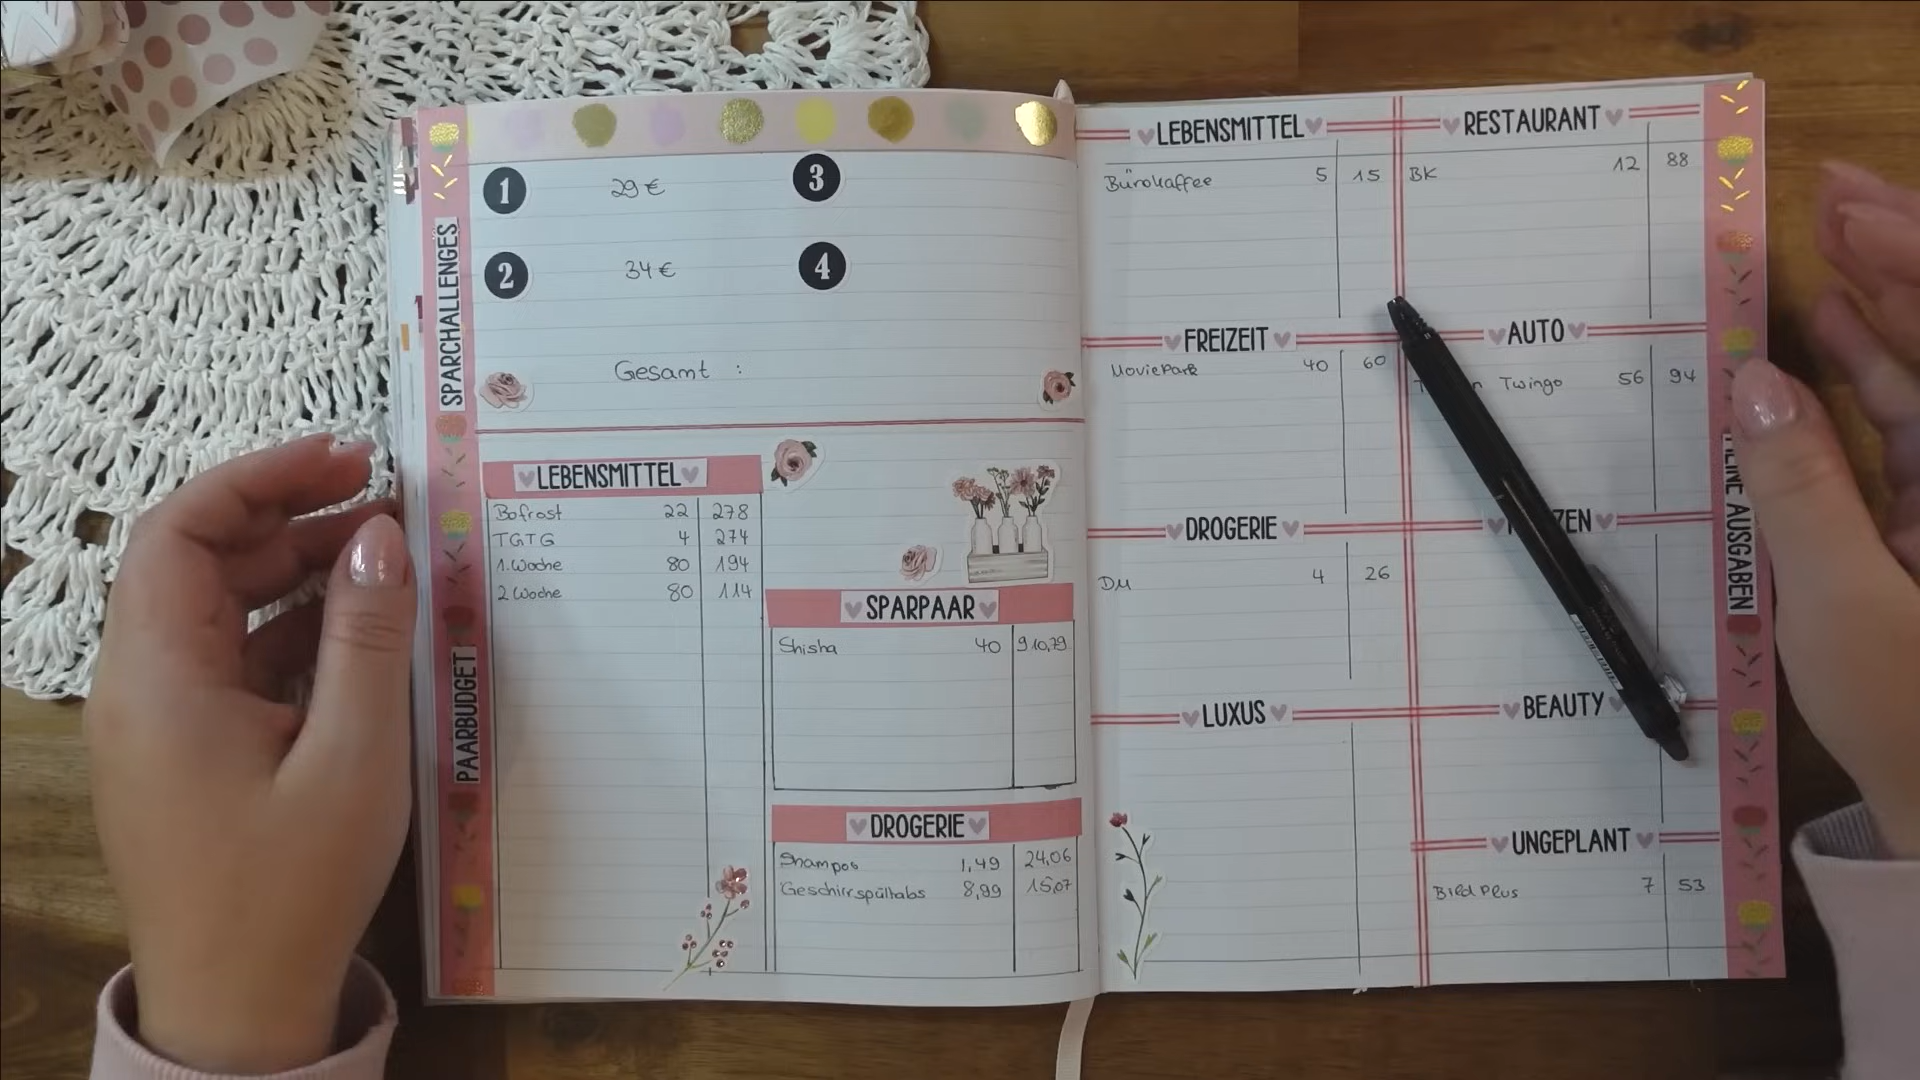 SPARCHALLENGES
1 29€
2 34€
3
4
Gesamt :
PAARBUDGET
LEBENSMITTEL
Bofrost 22 278
TGTG 4 274
1.Woche 80 194
2 Woche 80 114
SPARPAAR
Shisha 40 910,79
DROGERIE
Shampoo 1,49 24,06
Geschirrspültabs 8,99 15,07
LEBENSMITTEL
Bürokaffee 5 15
RESTAURANT
BK 12 88
FREIZEIT
MoviePark 40 60
AUTO
Twingo 56 94
DROGERIE
DM 4 26
LUXUS
BEAUTY
UNGEPLANT
Bird Plus 7 53
AUSGABEN